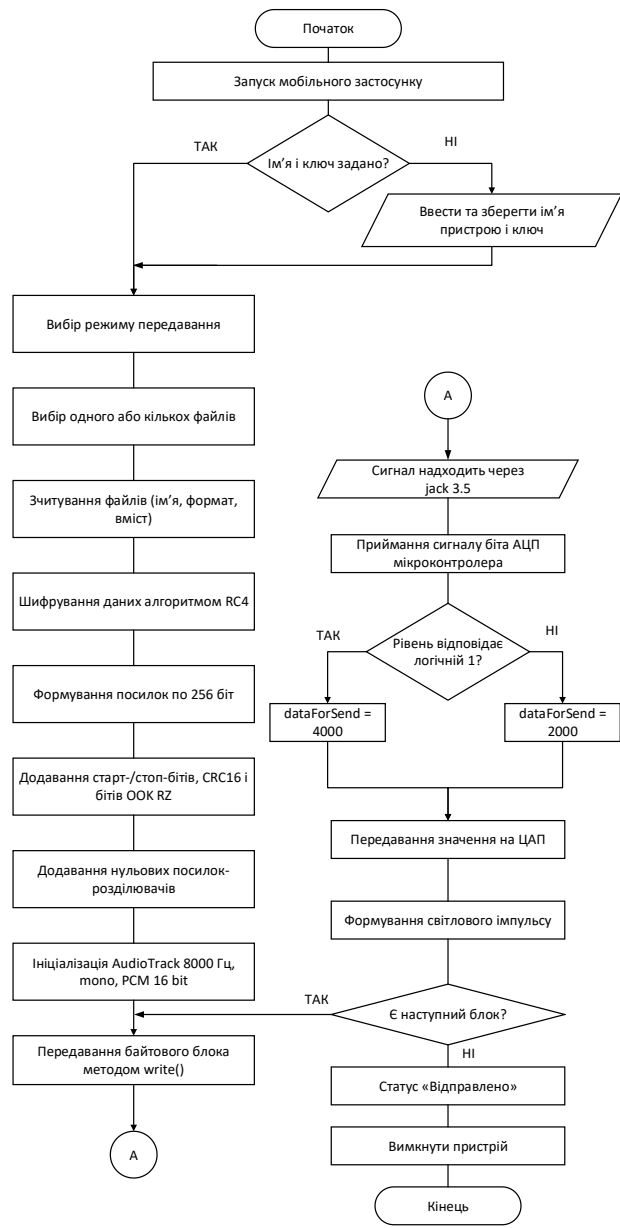 Початок
Запуск мобільного застосунку
ТАК
НІ
Ім’я і ключ задано?
Ввести та зберегти ім’я
пристрою і ключ
Вибір режиму передавання
Вибір одного або кількох файлів
Зчитування файлів (ім’я, формат,
вміст)
Шифрування даних алгоритмом RC4
Формування посилок по 256 біт
Додавання старт-/стоп-бітів, CRC16 і
бітів OOK RZ
Додавання нульових посилок-
розділювачів
Ініціалізація AudioTrack 8000 Гц,
mono, PCM 16 bit
Передавання байтового блока
методом write()
А
А
Сигнал надходить через
jack 3.5
Приймання сигналу біта АЦП
мікроконтролера
ТАК
НІ
Рівень відповідає
логічній 1?
dataForSend =
4000
dataForSend =
2000
Передавання значення на ЦАП
Формування світлового імпульсу
ТАК
Є наступний блок?
НІ
Статус «Відправлено»
Вимкнути пристрій
Кінець